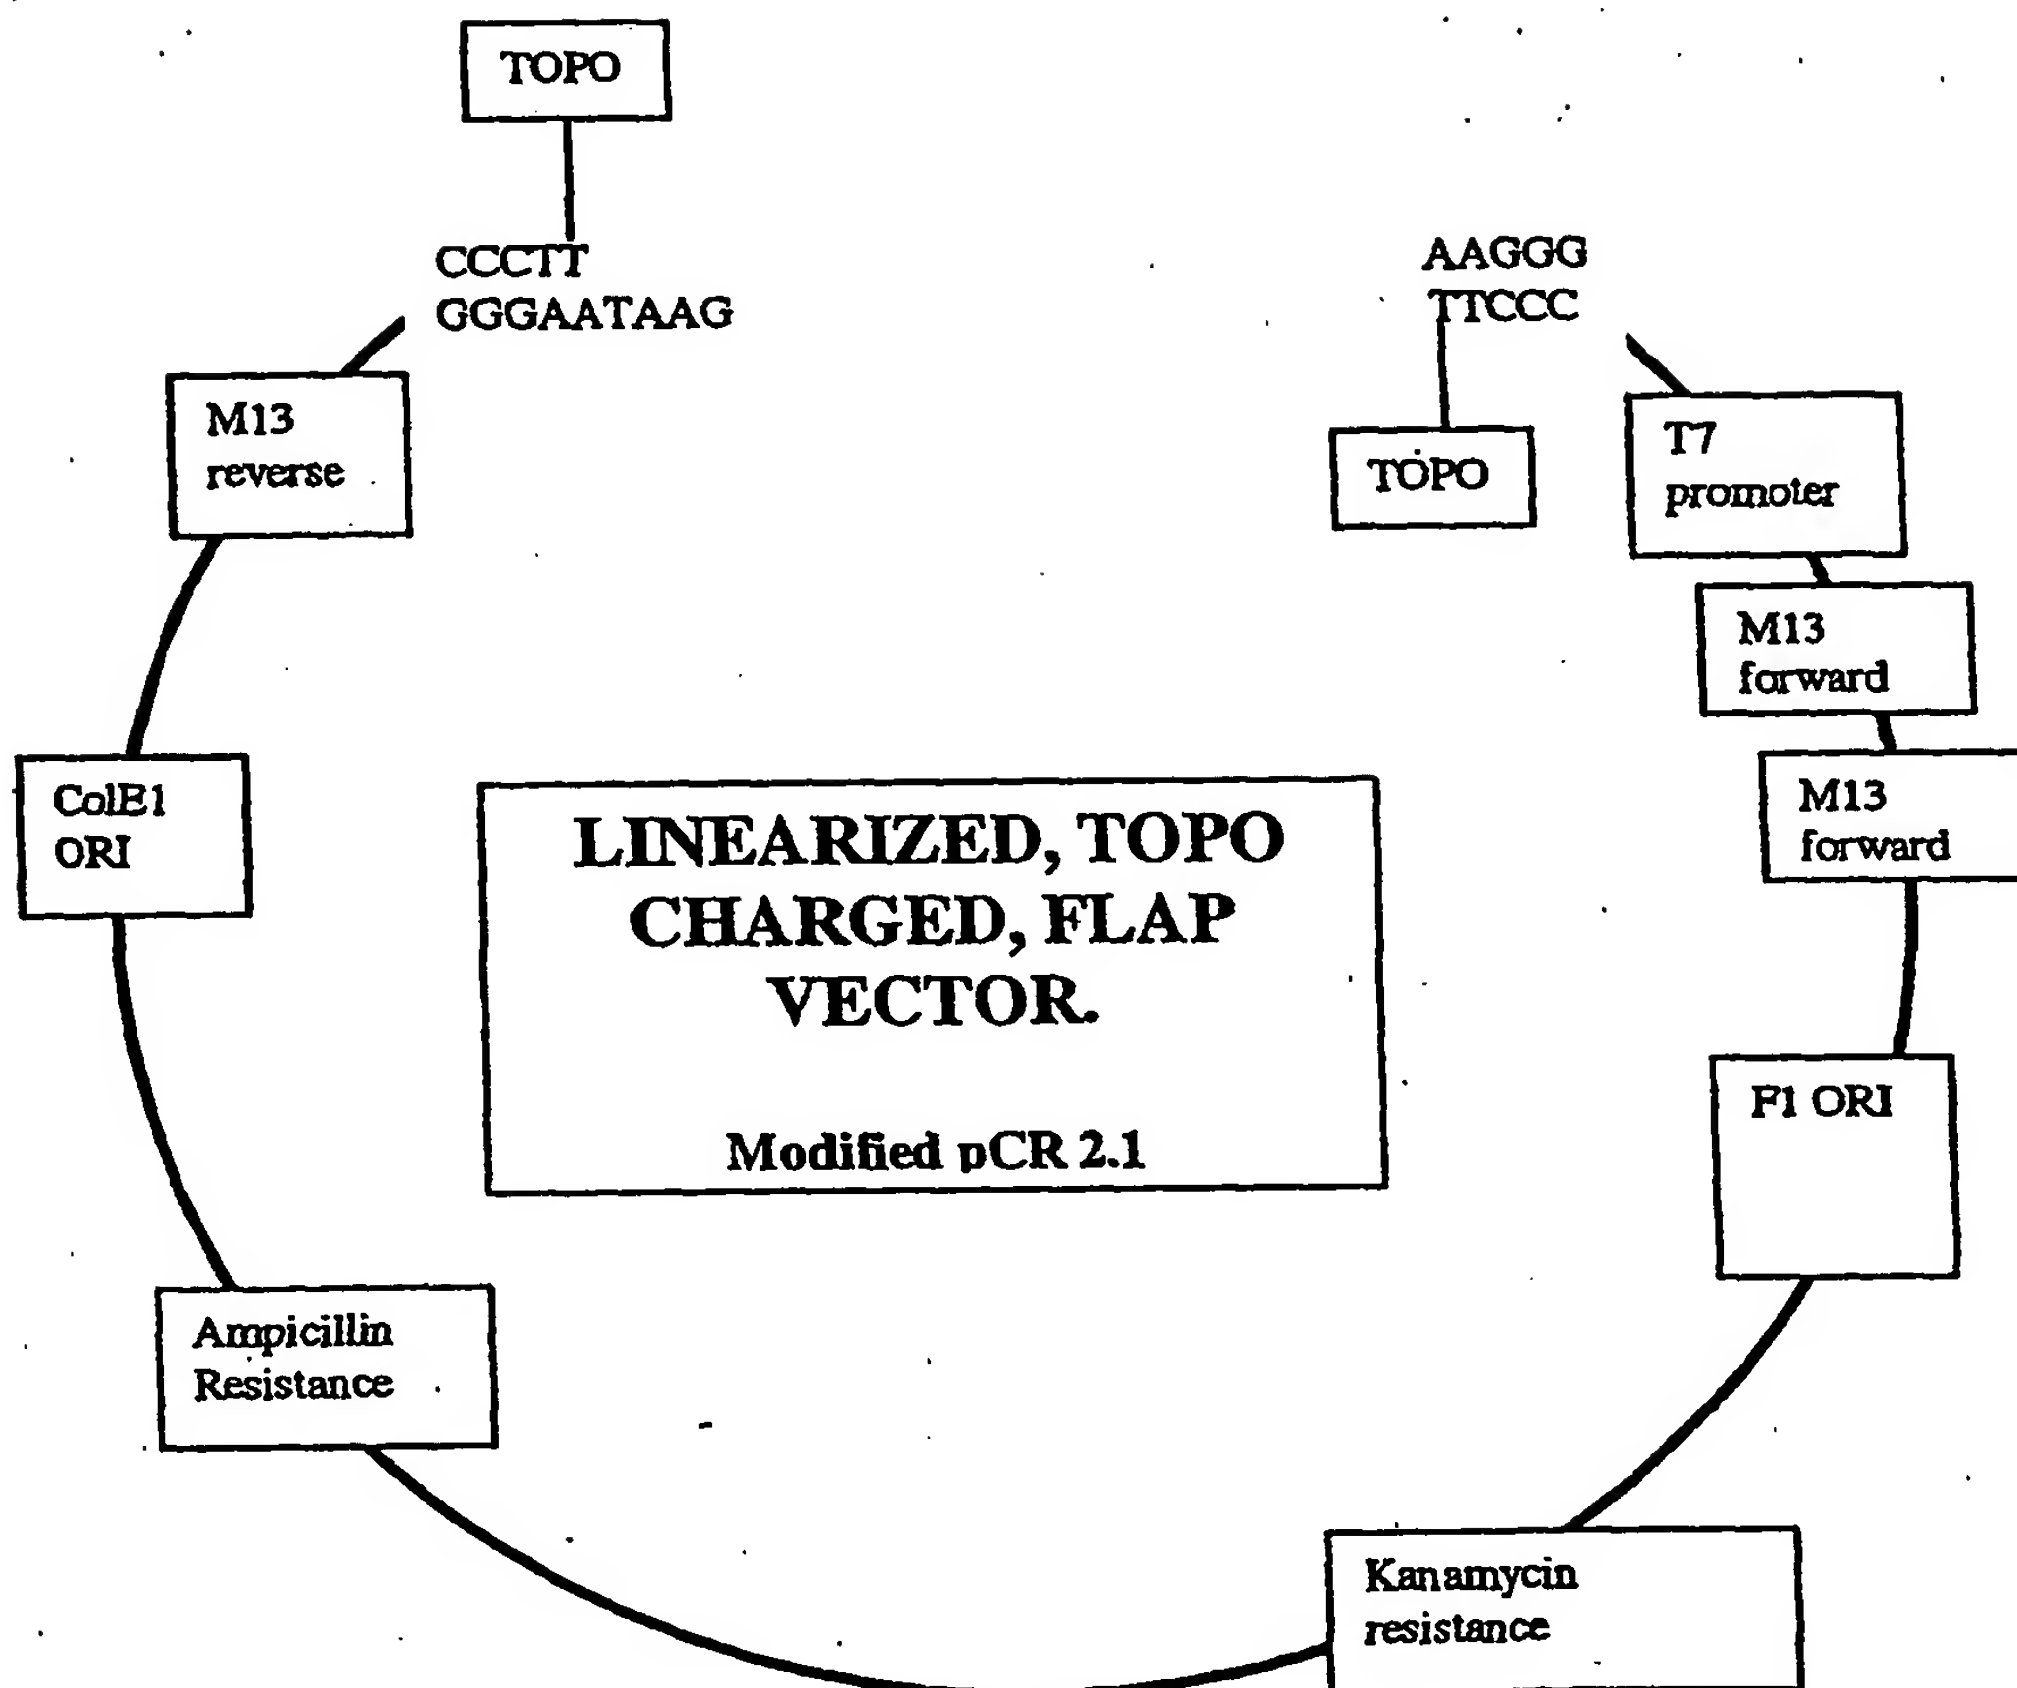 TOPO
CCCTT
GGGAATAAG
AAGGG
TTCCC
M13
reverse
TOPO
T7
promoter
M13
forward
ColE1
ORI
M13
forward
LINEARIZED, TOPO
CHARGED, FLAP
VECTOR.
Modified pCR 2.1
F1 ORI
Ampicillin
Resistance
Kanamycin
resistance